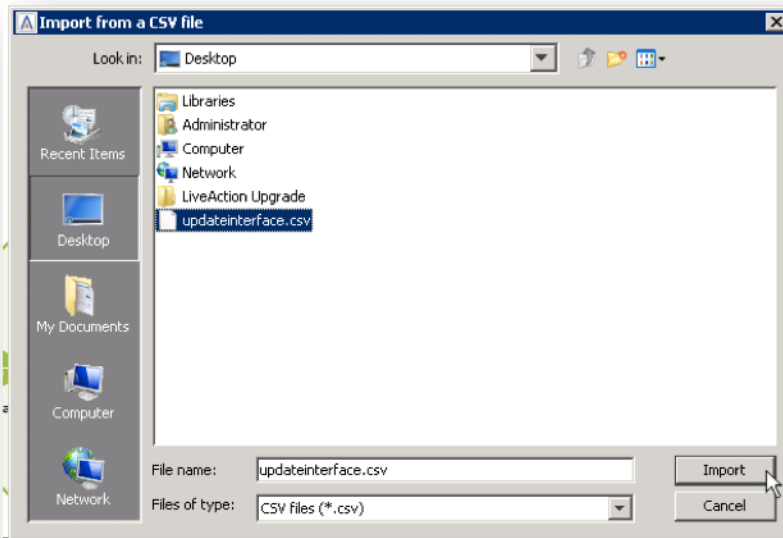 Import from a CSV file
Look in:
Desktop
Recent Items
Desktop
My Documents
Computer
Network
Libraries
Administrator
Computer
Network
LiveAction Upgrade
updateinterface.csv
File name:
updateinterface.csv
Import
Files of type:
CSV files (*.csv)
Cancel